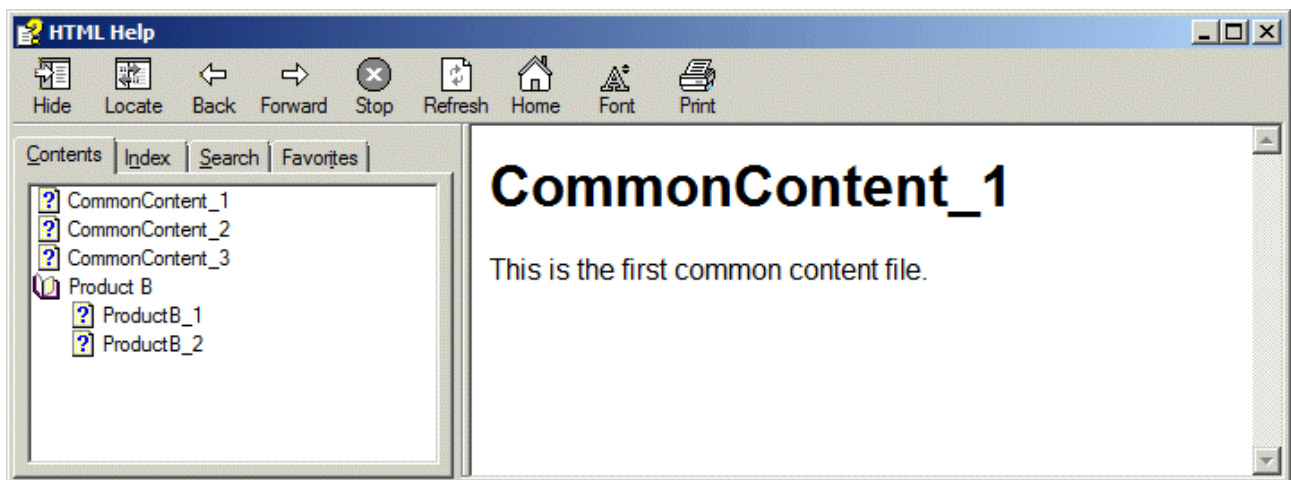 HTML Help
Hide Locate Back Forward Stop Refresh Home Font Print
Contents Index Search Favorites
CommonContent_1
CommonContent_2
CommonContent_3
Product B
ProductB_1
ProductB_2
CommonContent_1
This is the first common content file.